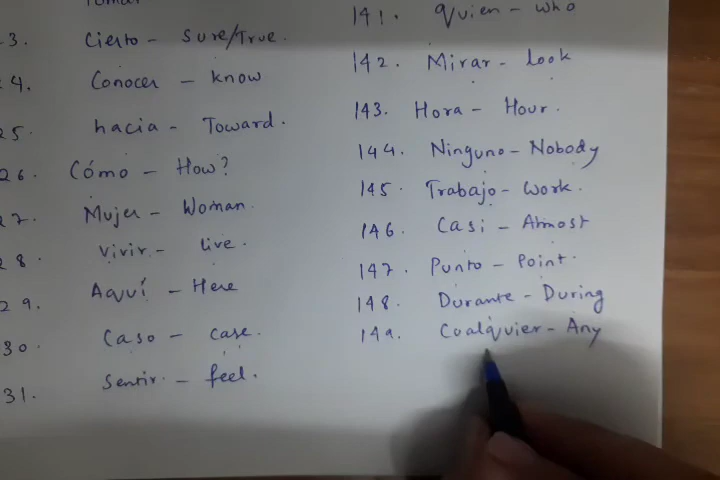 23. Cierto - Sure/True.
24. Conocer - know
25. hacia - Toward.
26. Cómo - How?
27. Mujer - Woman.
28. Vivir - live.
29. Aquí - Here
30. Caso - case.
31. Sentir - feel.
141. Quien - who
142. Mirar - look
143. Hora - Hour.
144. Ninguno - Nobody
145. Trabajo - work.
146. Casi - Almost
147. Punto - Point.
148. Durante - During
149. Cualquier - Any